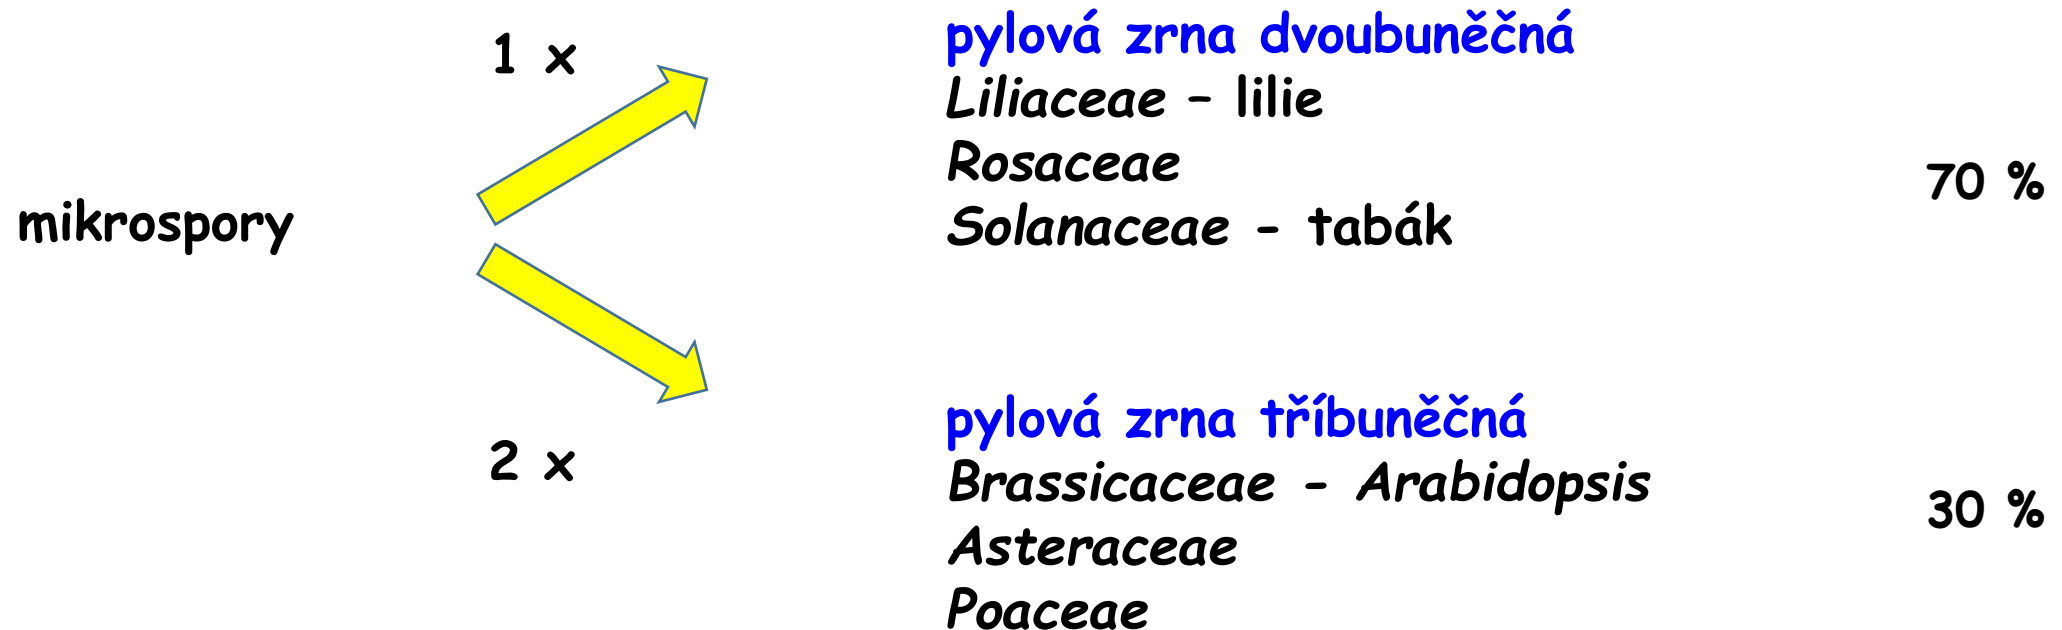 1 x
pylová zrna dvoubuněčná
Liliaceae – lilie
Rosaceae
70 %
mikrospory
Solanaceae - tabák
pylová zrna tříbuněčná
2 x
Brassicaceae - Arabidopsis
30 %
Asteraceae
Poaceae